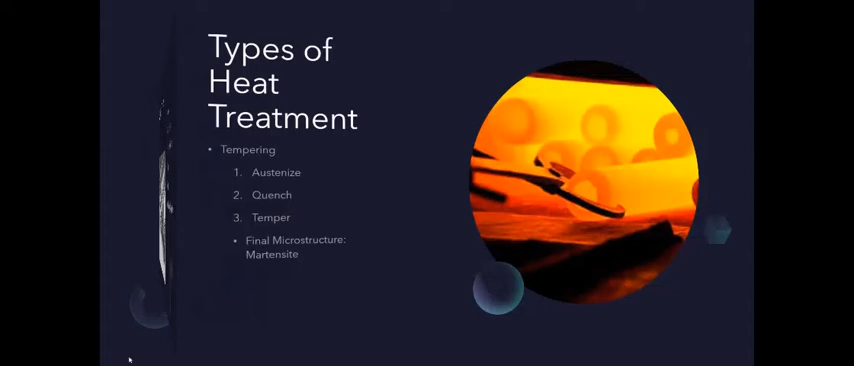 Types of
Heat
Treatment
• Tempering
1. Austenize
2. Quench
3. Temper
• Final Microstructure:
Martensite